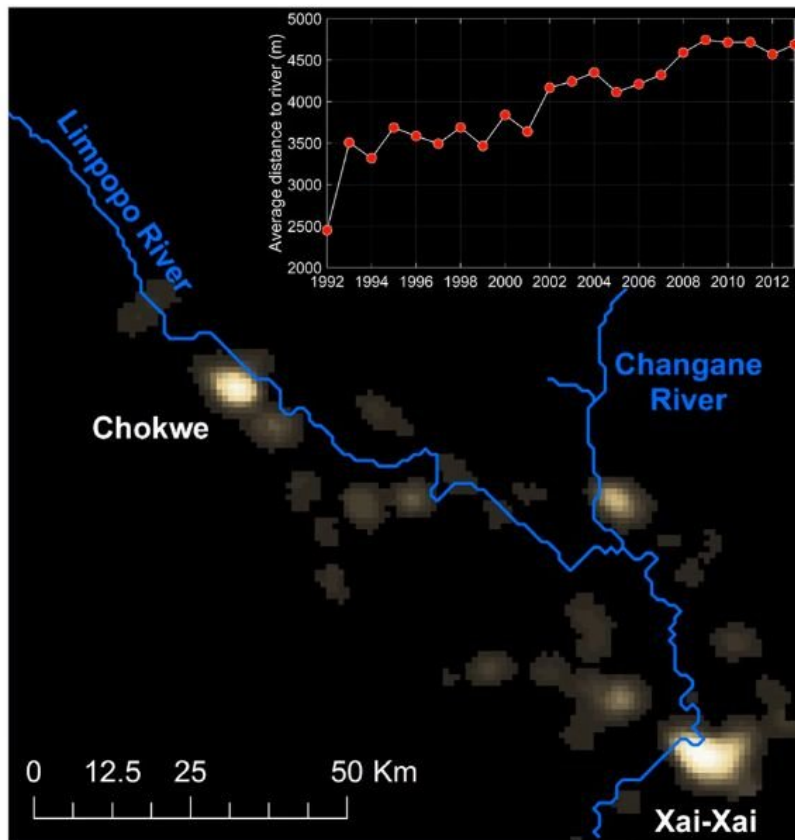 5000
4500
4000
3500
3000
2500
2000
Average distance to river (m)
1992 1994 1996 1998 2000 2002 2004 2006 2008 2010 2012
Limpopo River
Changane
River
Chokwe
0 12.5 25 50 Km
Xai-Xai